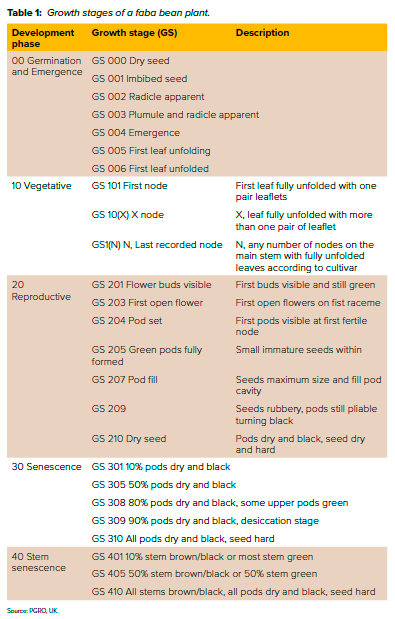 Table 1: Growth stages of a faba bean plant.
Development phase Growth stage (GS) Description
00 Germination and Emergence GS 000 Dry seed
GS 001 Imbibed seed
GS 002 Radicle apparent
GS 003 Plumule and radicle apparent
GS 004 Emergence
GS 005 First leaf unfolding
GS 006 First leaf unfolded
10 Vegetative GS 101 First node First leaf fully unfolded with one pair leaflets
GS 10(X) X node X, leaf fully unfolded with more than one pair of leaflet
GS1(N) N, Last recorded node N, any number of nodes on the main stem with fully unfolded leaves according to cultivar
20 Reproductive GS 201 Flower buds visible First buds visible and still green
GS 203 First open flower First open flowers on fist raceme
GS 204 Pod set First pods visible at first fertile node
GS 205 Green pods fully formed Small immature seeds within
GS 207 Pod fill Seeds maximum size and fill pod cavity
GS 209 Seeds rubbery, pods still pliable turning black
GS 210 Dry seed Pods dry and black, seed dry and hard
30 Senescence GS 301 10% pods dry and black
GS 305 50% pods dry and black
GS 308 80% pods dry and black, some upper pods green
GS 309 90% pods dry and black, desiccation stage
GS 310 All pods dry and black, seed hard
40 Stem senescence GS 401 10% stem brown/black or most stem green
GS 405 50% stem brown/black or 50% stem green
GS 410 All stems brown/black, all pods dry and black, seed hard
Source: PGRO, UK.